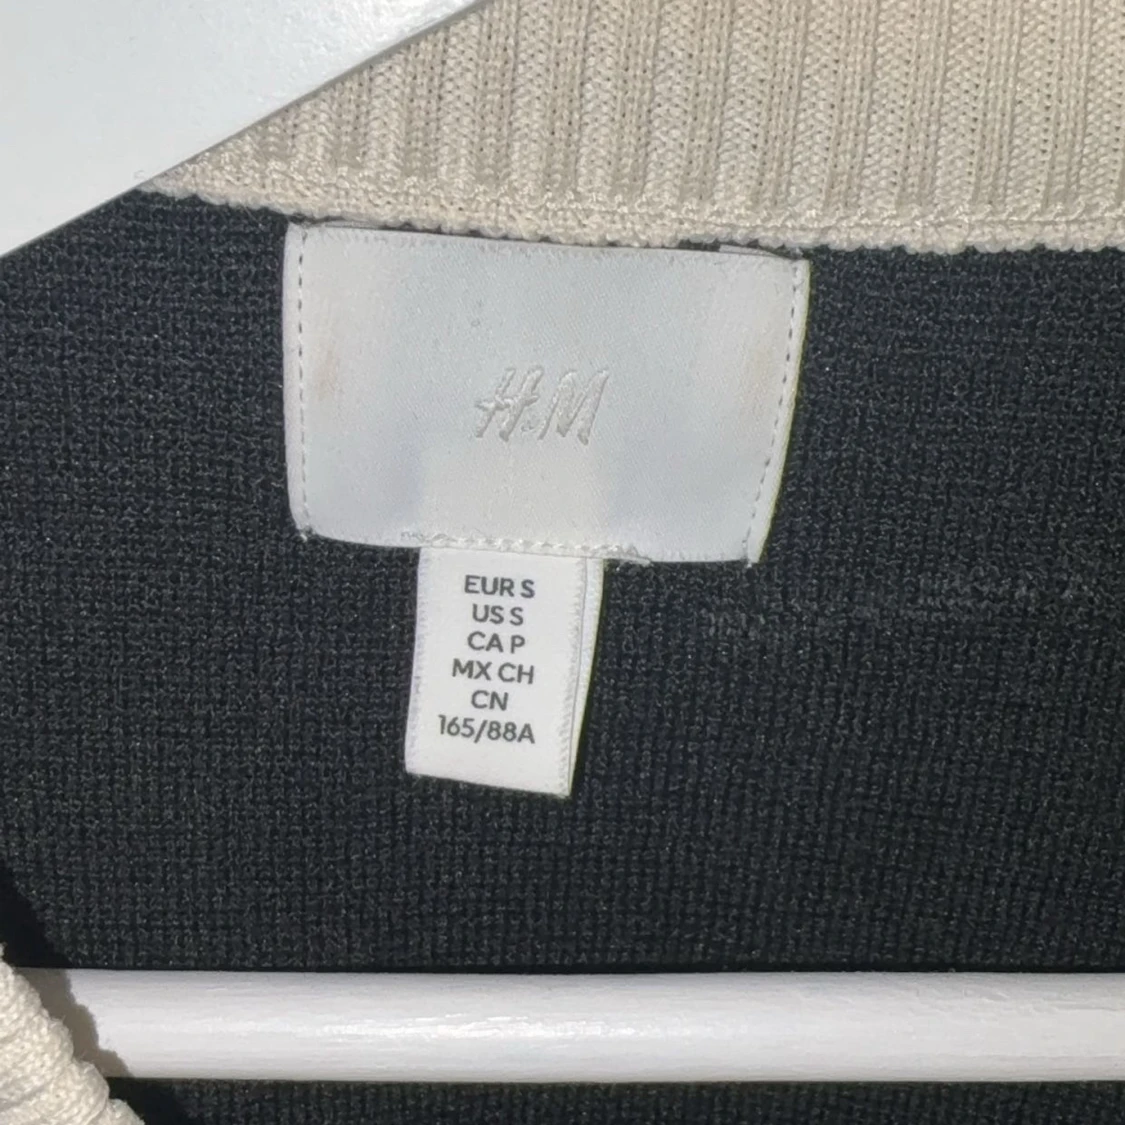 H&M
EUR S
US S
CA P
MX CH
CN
165/88A